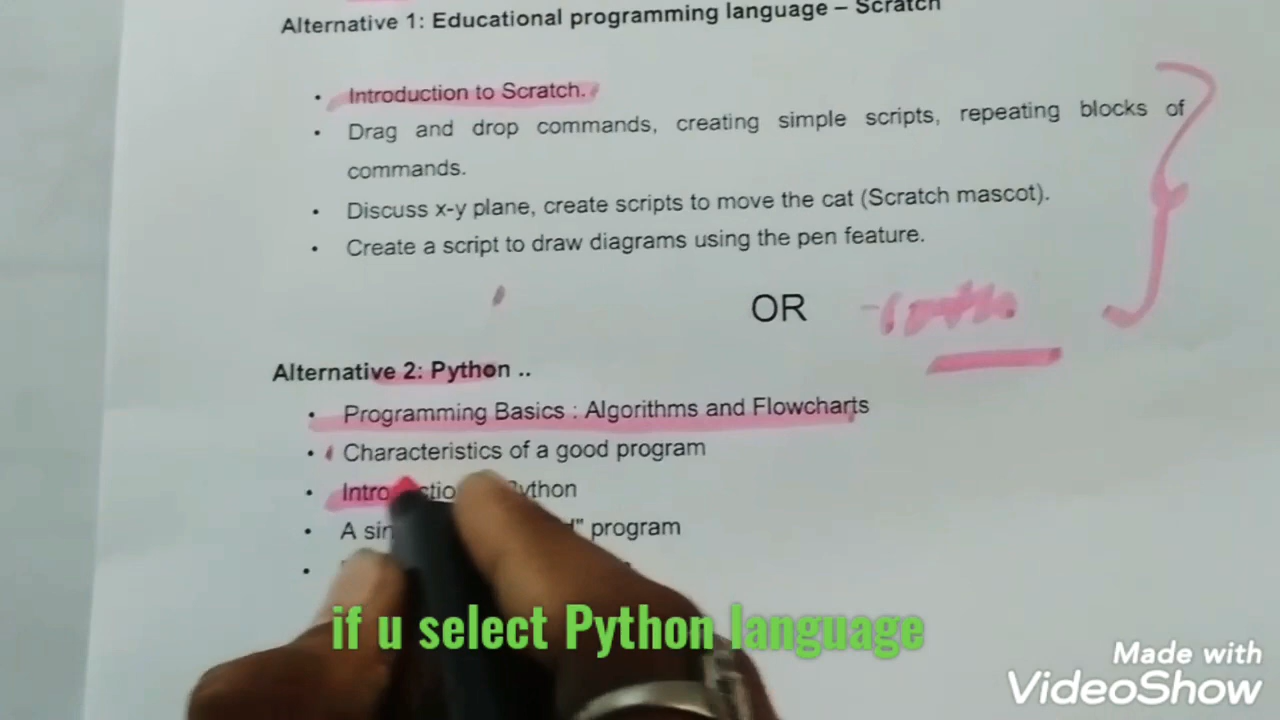 Alternative 1: Educational programming language – Scratch
• Introduction to Scratch.
• Drag and drop commands, creating simple scripts, repeating blocks of
commands.
• Discuss x-y plane, create scripts to move the cat (Scratch mascot).
• Create a script to draw diagrams using the pen feature.
OR
Alternative 2: Python ..
• Programming Basics : Algorithms and Flowcharts
• Characteristics of a good program
• Python
• A program
if u select Python language
Made with
VideoShow